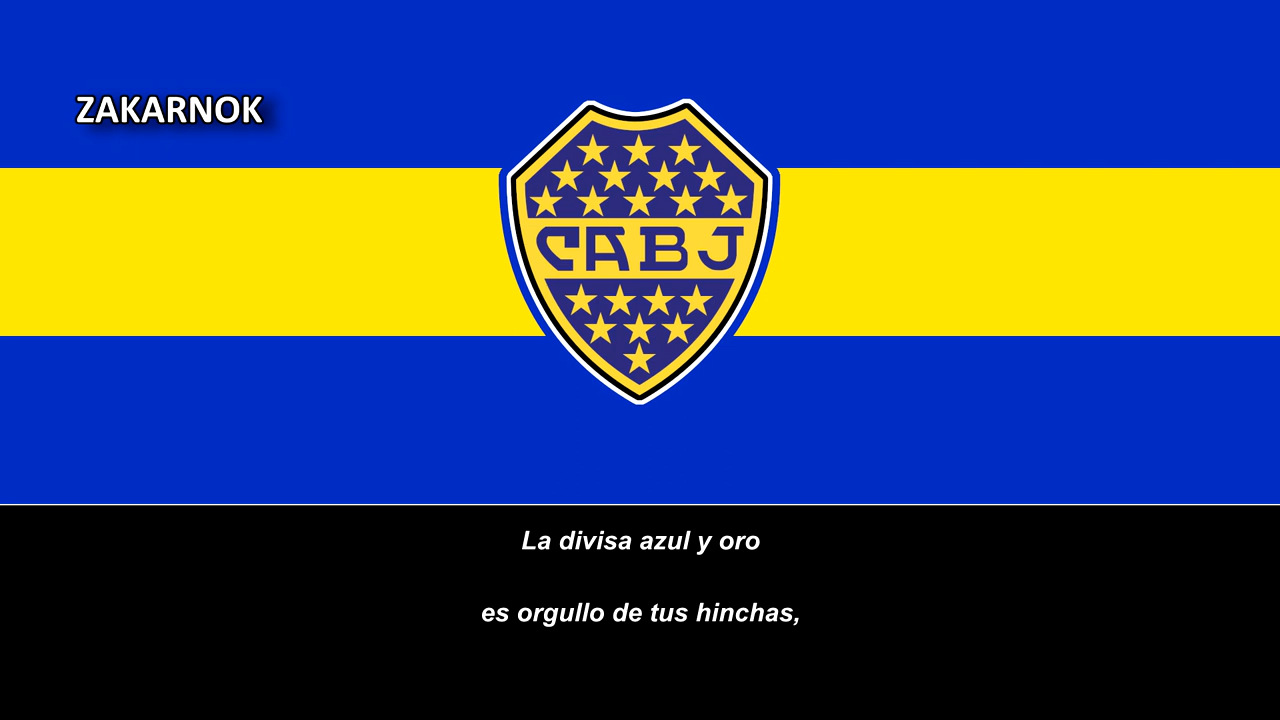 ZAKARNOK
CABJ
La divisa azul y oro
es orgullo de tus hinchas,